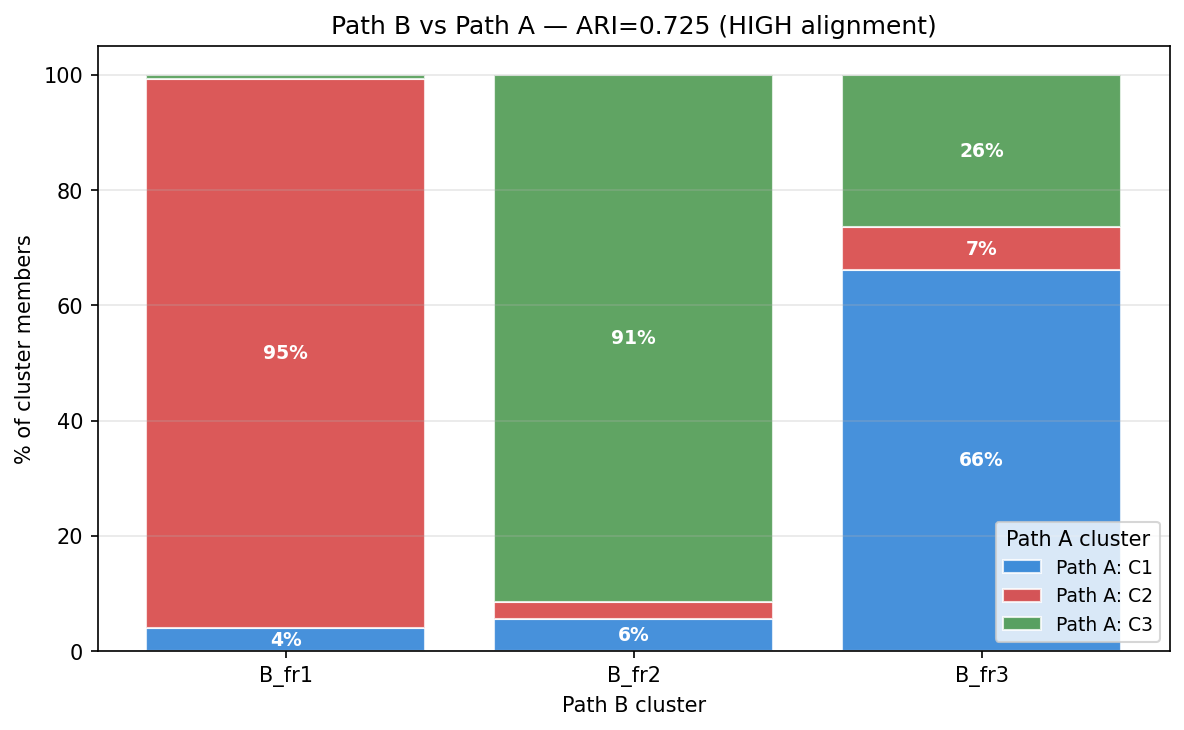 Path B vs Path A — ARI=0.725 (HIGH alignment)
% of cluster members
100
80
60
40
20
0
95%
4%
91%
6%
26%
7%
66%
Path A cluster
Path A: C1
Path A: C2
Path A: C3
B_fr1
B_fr2
B_fr3
Path B cluster